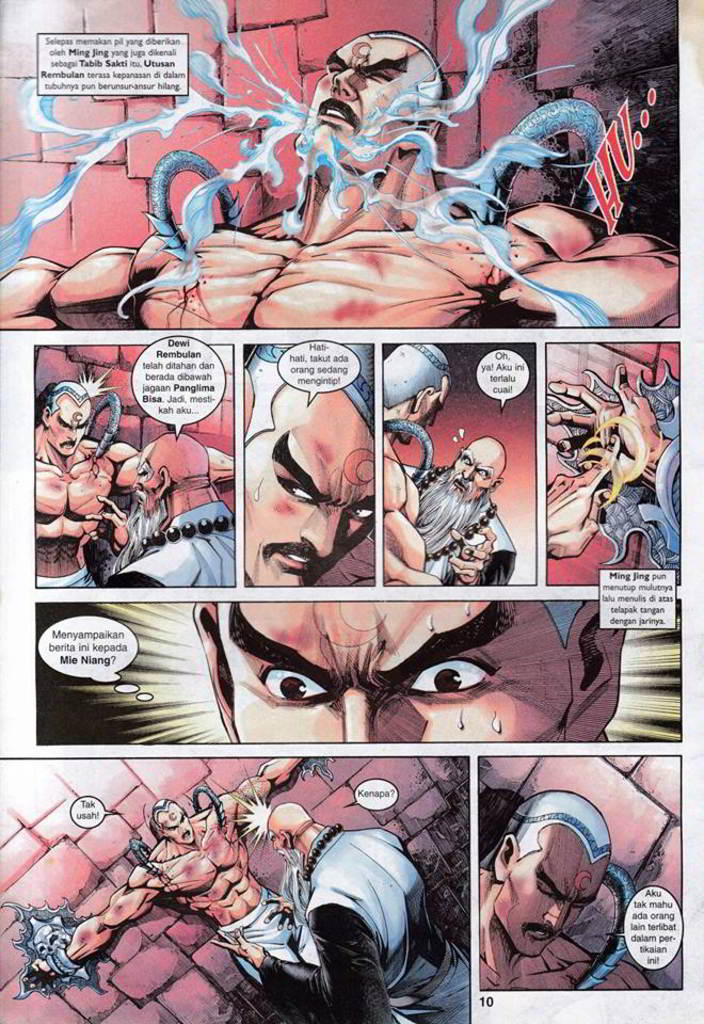 Selepas memakan pil yang diberikan
oleh Ming Jing yang juga dikenali
sebagai Tabib Sakti itu, Utusan
Rembulan terasa kepanasan di dalam
tubuhnya pun berunsur-ansur hilang.
HU...
Dewi
Rembulan
telah ditahan dan
berada dibawah
jagaan Panglima
Bisa. Jadi, mesti-
kah aku...
Hati-
hati, takut ada
orang sedang
mengintip!
Oh,
ya! Aku ini
terlalu
cuai!
Ming Jing pun
menutup mulutnya
lalu menulis di atas
telapak tangan
dengan jarinya.
Menyampaikan
berita ini kepada
Mie Niang?
Tak
usah!
Kenapa?
Aku
tak mahu
ada orang
lain terlibat
dalam per-
tikaian
ini!
10